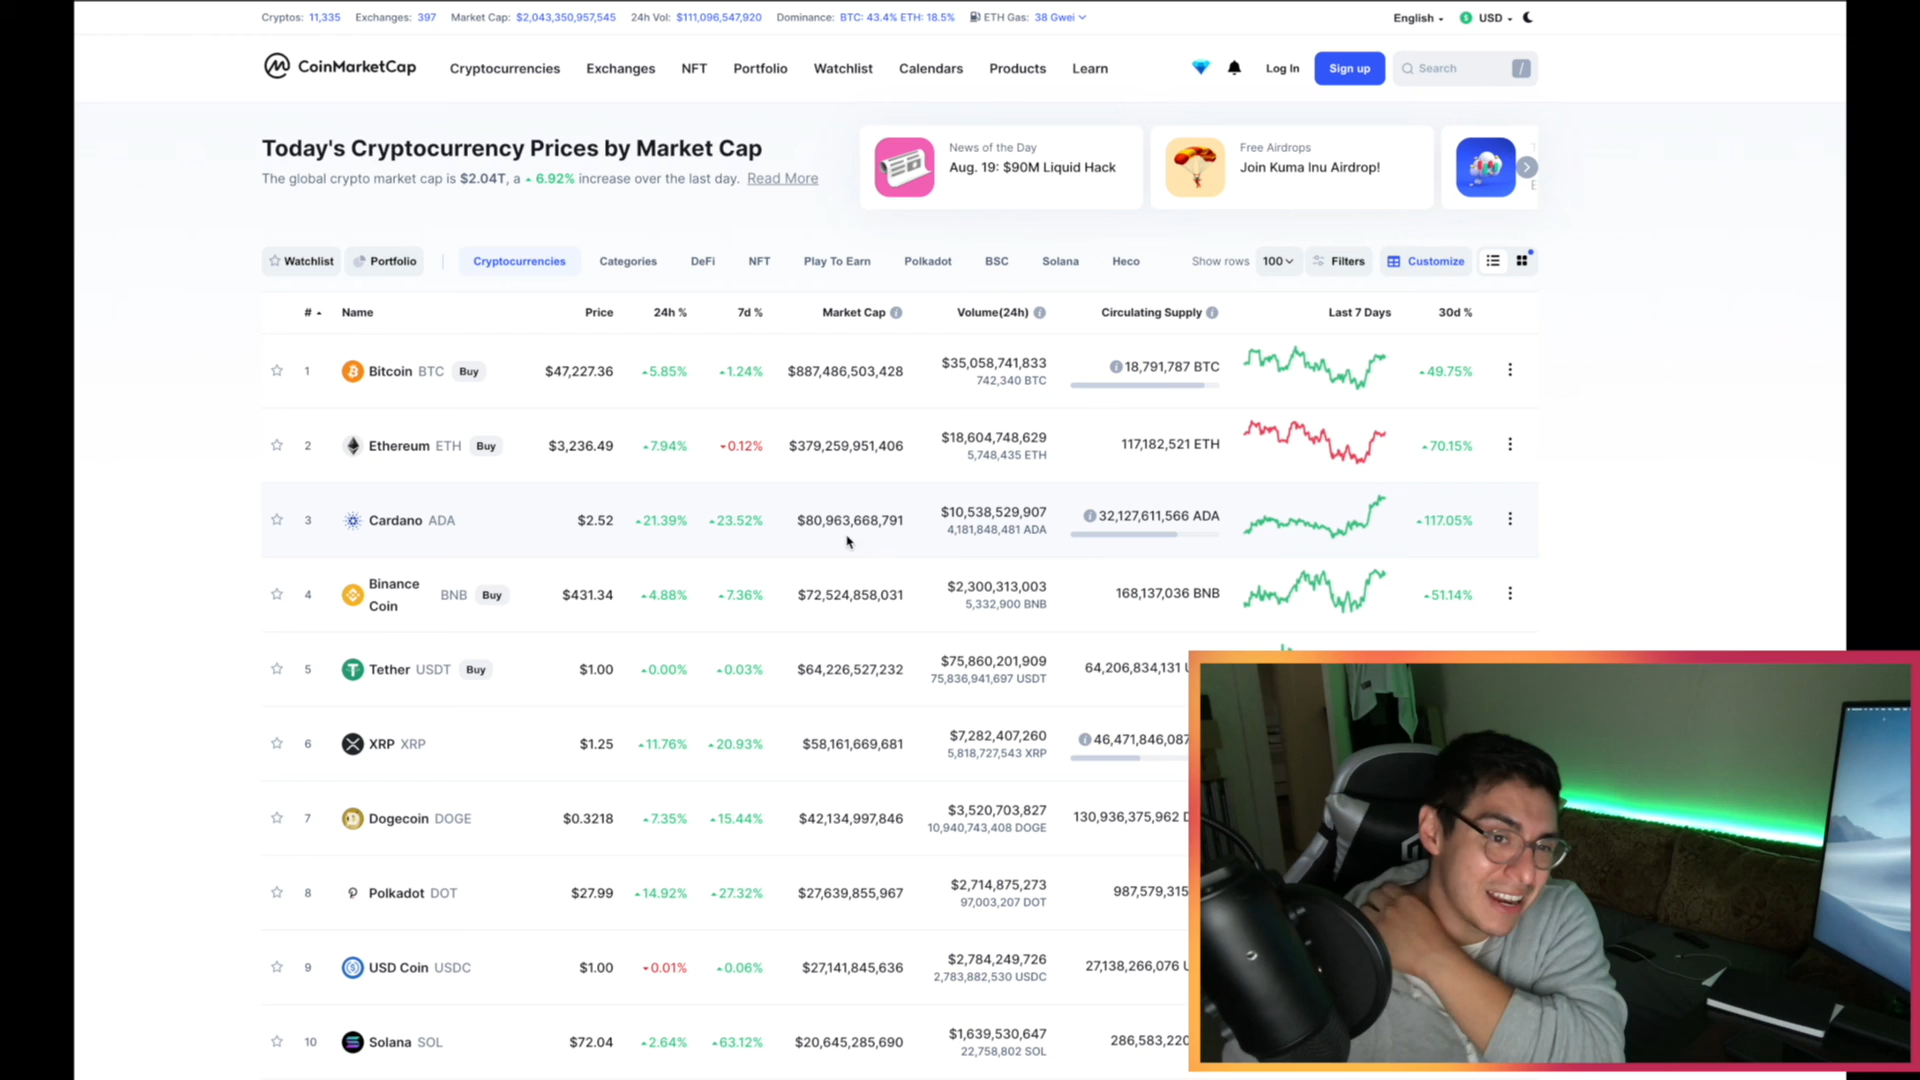 Cryptos: 11,335 Exchanges: 397 Market Cap: $2,043,350,957,545 24h Vol: $111,096,547,920 Dominance: BTC: 43.4% ETH: 18.5% ETH Gas: 38 Gwei English USD
CoinMarketCap Cryptocurrencies Exchanges NFT Portfolio Watchlist Calendars Products Learn Log In Sign up Search /
Today's Cryptocurrency Prices by Market Cap
The global crypto market cap is $2.04T, a 6.92% increase over the last day. Read More
News of the Day
Aug. 19: $90M Liquid Hack
Free Airdrops
Join Kuma Inu Airdrop!
Watchlist Portfolio Cryptocurrencies Categories DeFi NFT Play To Earn Polkadot BSC Solana Heco Show rows 100 Filters Customize
# Name Price 24h % 7d % Market Cap Volume(24h) Circulating Supply Last 7 Days 30d %
1 Bitcoin BTC Buy $47,227.36 5.85% 1.24% $887,486,503,428 $35,058,741,833 18,791,787 BTC 49.75%
742,340 BTC
2 Ethereum ETH Buy $3,236.49 7.94% 0.12% $379,259,951,406 $18,604,748,629 117,182,521 ETH 70.15%
5,748,435 ETH
3 Cardano ADA $2.52 21.39% 23.52% $80,963,668,791 $10,538,529,907 32,127,611,566 ADA 117.05%
4,181,848,481 ADA
4 Binance Coin BNB Buy $431.34 4.88% 7.36% $72,524,858,031 $2,300,313,003 168,137,036 BNB 51.14%
5,332,900 BNB
5 Tether USDT Buy $1.00 0.00% 0.03% $64,226,527,232 $75,860,201,909 64,206,834,131
75,836,941,697 USDT
6 XRP XRP $1.25 11.76% 20.93% $58,161,669,681 $7,282,407,260 46,471,846,087
5,818,727,543 XRP
7 Dogecoin DOGE $0.3218 7.35% 15.44% $42,134,997,846 $3,520,703,827 130,936,375,962
10,940,743,408 DOGE
8 Polkadot DOT $27.99 14.92% 27.32% $27,639,855,967 $2,714,875,273 987,579,315
97,003,207 DOT
9 USD Coin USDC $1.00 0.01% 0.06% $27,141,845,636 $2,784,249,726 27,138,266,076
2,783,882,530 USDC
10 Solana SOL $72.04 2.64% 63.12% $20,645,285,690 $1,639,530,647 286,583,220
22,758,802 SOL